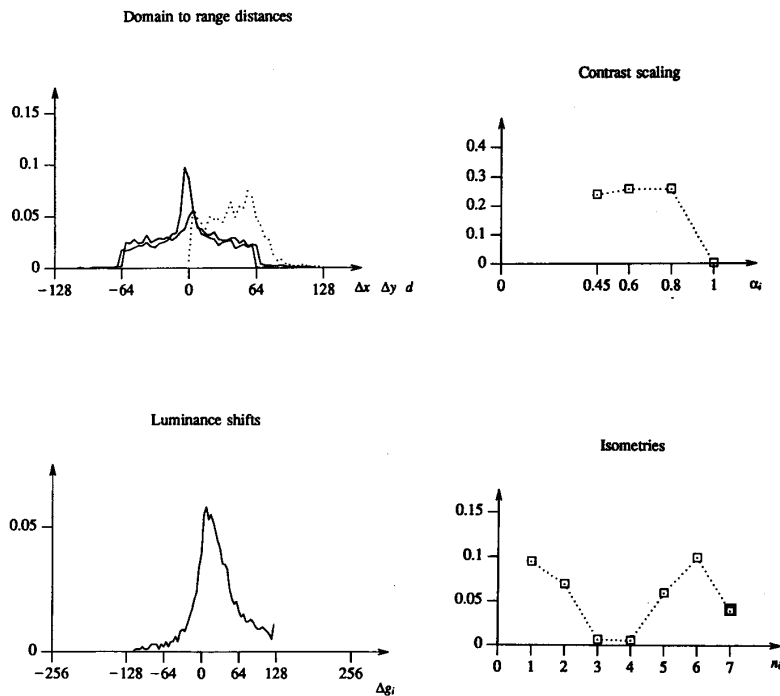 Domain to range distances
0.15
0.1
0.05
0
−128 −64 0 64 128 Δx Δy d
Contrast scaling
0.4
0.3
0.2
0.1
0
0 0.45 0.6 0.8 1 αi
Luminance shifts
0.05
0
−256 −128 −64 0 64 128 256
Δgi
Isometries
0.15
0.1
0.05
0
0 1 2 3 4 5 6 7 ni